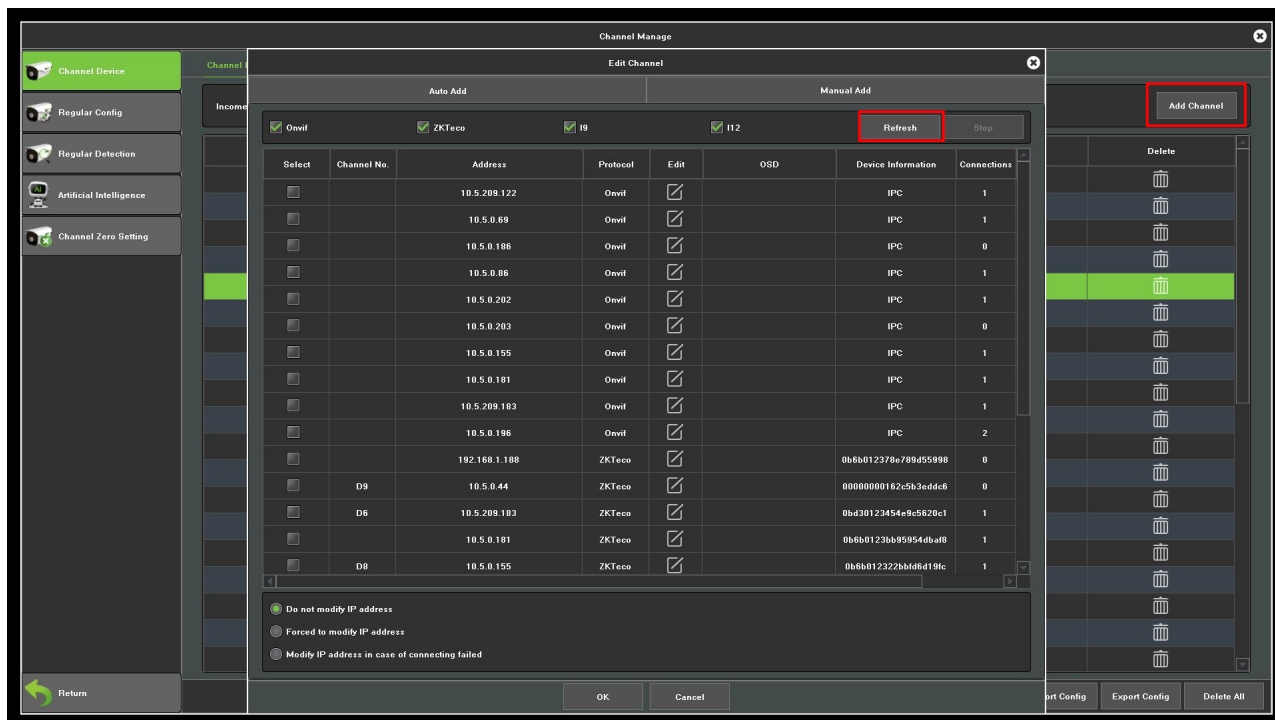 Channel Manage
Edit Channel
Channel Device
Regular Config
Regular Detection
Artificial Intelligence
Channel Zero Setting
Return
Auto Add Manual Add
Add Channel
Onvif ZKTeco I9 I12 Refresh Stop
Select Channel No. Address Protocol Edit OSD Device Information Connections Delete
10.5.209.122 Onvif IPC 1
10.5.0.69 Onvif IPC 1
10.5.0.186 Onvif IPC 0
10.5.0.86 Onvif IPC 1
10.5.0.202 Onvif IPC 1
10.5.0.203 Onvif IPC 0
10.5.0.155 Onvif IPC 1
10.5.0.181 Onvif IPC 1
10.5.209.183 Onvif IPC 1
10.5.0.196 Onvif IPC 2
192.168.1.188 ZKTeco 0b6b012378e789d55998 0
D9 10.5.0.44 ZKTeco 00000000162c5b3eddc6 0
D6 10.5.209.183 ZKTeco 0bd30123454e9c5620c1 1
10.5.0.181 ZKTeco 0b6b0123bb95954dbaf8 1
D8 10.5.0.155 ZKTeco 0b6b012322bbfd6d19fc 1
Do not modify IP address
Forced to modify IP address
Modify IP address in case of connecting failed
OK Cancel
Export Config Delete All